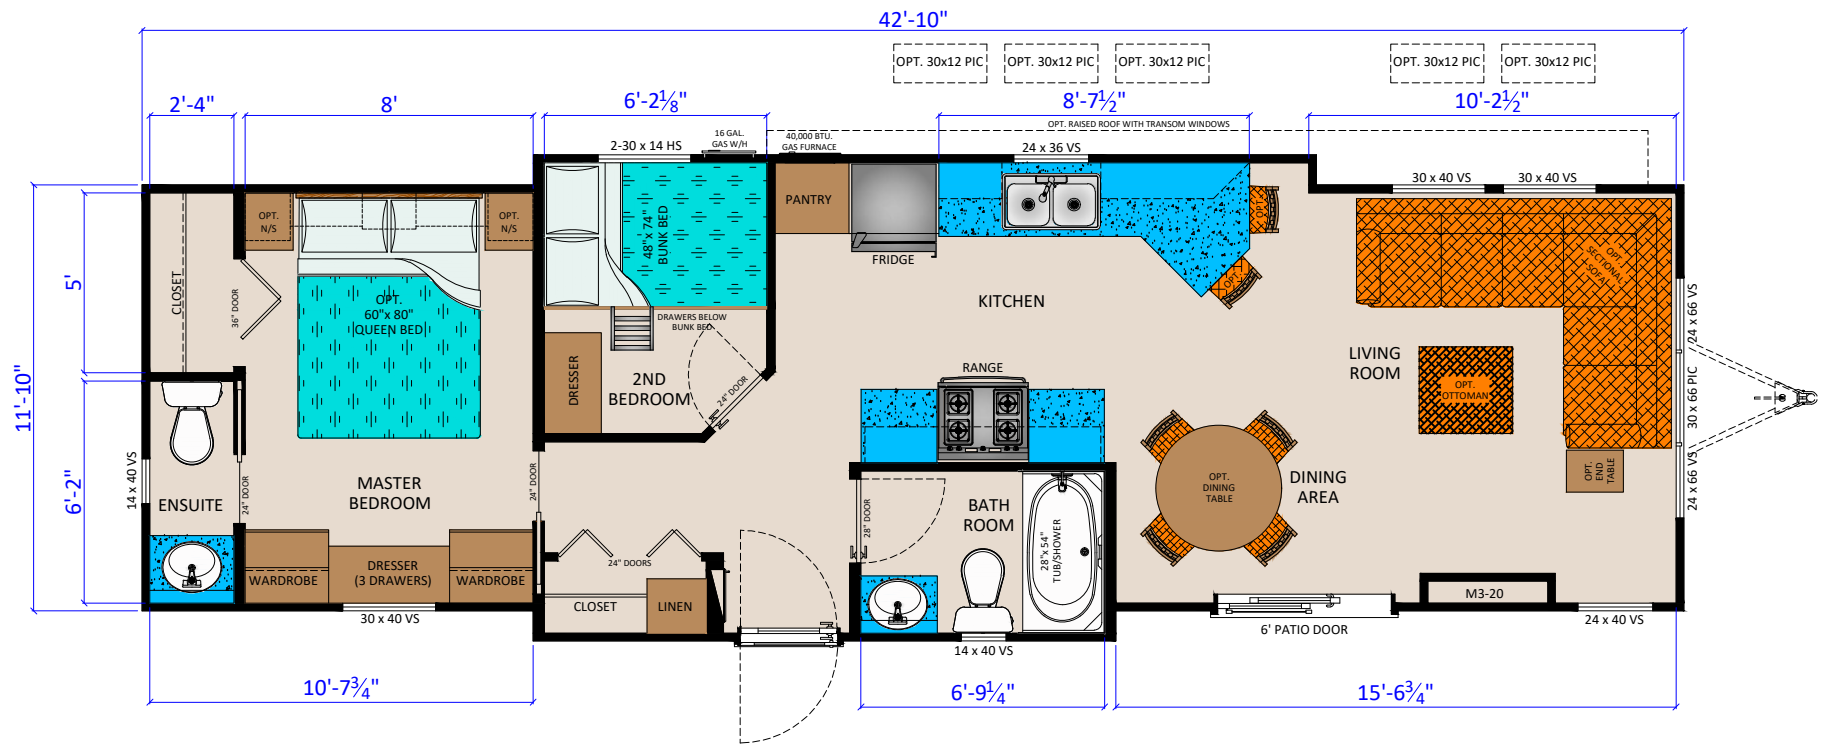 42'-10"
OPT. 30x12 PIC
OPT. 30x12 PIC
OPT. 30x12 PIC
OPT. 30x12 PIC
OPT. 30x12 PIC
2'-4"
8'
6'-2⅛"
8'-7½"
10'-2½"
OPT. RAISED ROOF WITH TRANSOM WINDOWS
16 GAL.
GAS W/H
40,000 BTU.
GAS FURNACE
2-30 x 14 HS
24 x 36 VS
30 x 40 VS
30 x 40 VS
OPT.
N/S
OPT.
N/S
48"x 74"
BUNK BED
PANTRY
FRIDGE
OPT.
OPT.
OPT.
SECTIONAL
SOFA
CLOSET
36" DOOR
5'
11'-10"
OPT.
60"x 80"
QUEEN BED
DRAWERS BELOW
BUNK BED
KITCHEN
24 x 66 VS
DRESSER
2ND
BEDROOM
24" DOOR
RANGE
LIVING
ROOM
OPT.
OTTOMAN
30 x 66 PIC
6'-2"
14 x 40 VS
ENSUITE
24" DOOR
MASTER
BEDROOM
24" DOOR
28" DOOR
BATH
ROOM
28"x 54"
TUB/SHOWER
OPT.
DINING
TABLE
DINING
AREA
OPT.
END
TABLE
24 x 66 VS
WARDROBE
DRESSER
(3 DRAWERS)
WARDROBE
24" DOORS
CLOSET
LINEN
M3-20
30 x 40 VS
14 x 40 VS
6' PATIO DOOR
24 x 40 VS
10'-7¾"
6'-9¼"
15'-6¾"